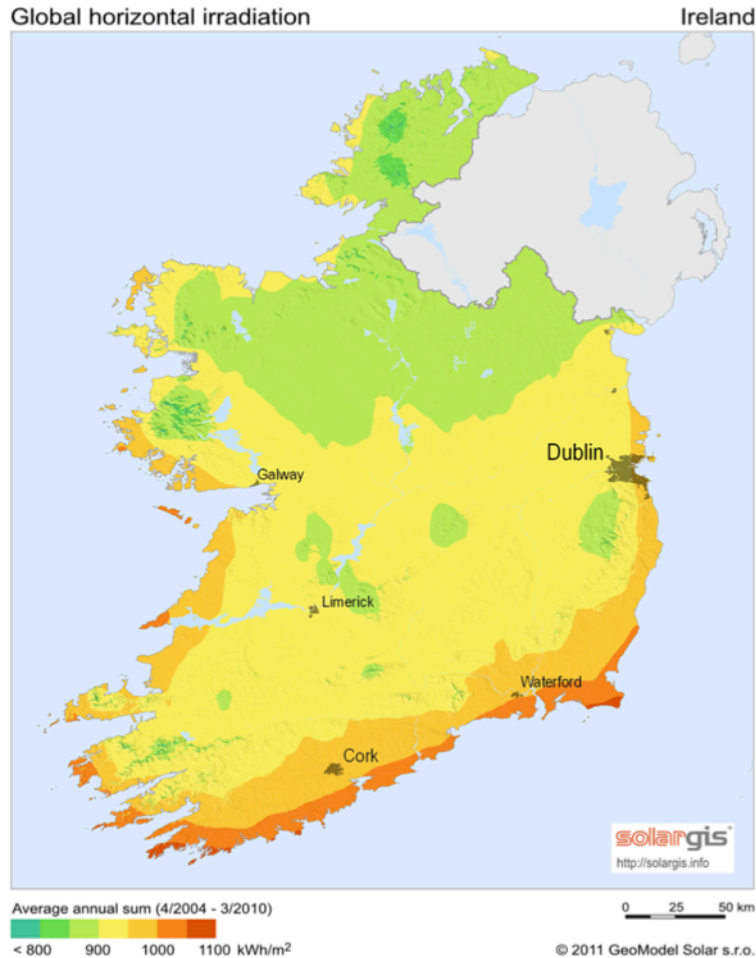 Global horizontal irradiation
Ireland
Dublin
Galway
Limerick
Waterford
Cork
solargis
http://solargis.info
Average annual sum (4/2004 - 3/2010)
0 25 50 km
< 800 900 1000 1100 kWh/m²
© 2011 GeoModel Solar s.r.o.